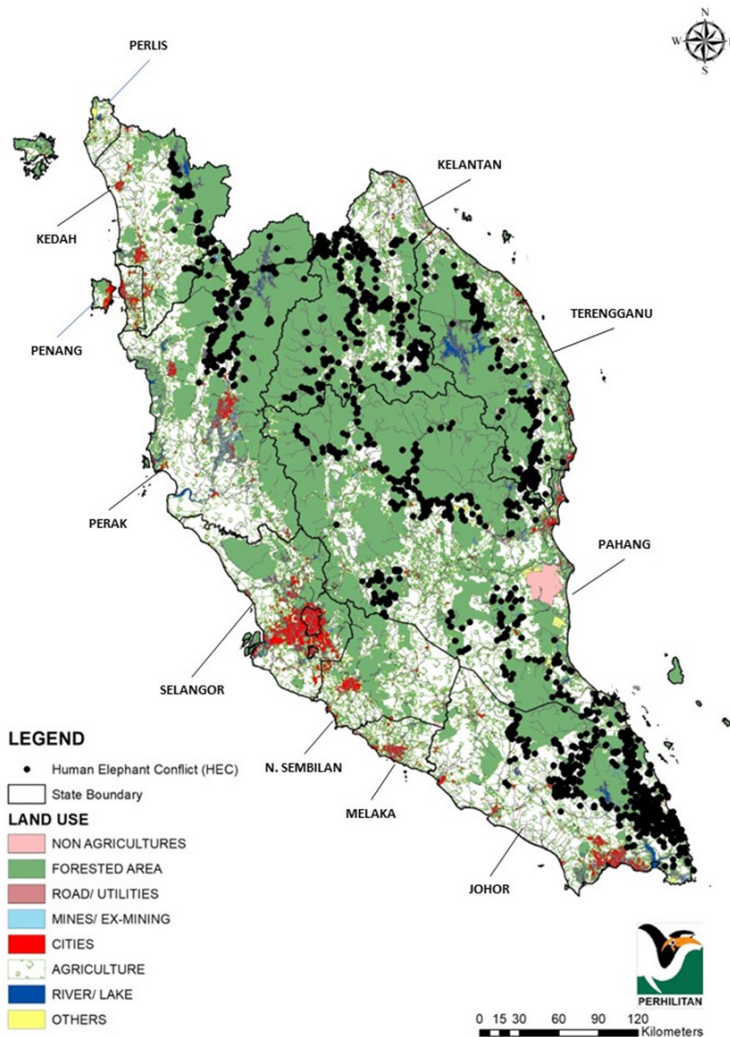 N
W E
S
PERLIS
KELANTAN
KEDAH
TERENGGANU
PENANG
PERAK
PAHANG
SELANGOR
N. SEMBILAN
MELAKA
JOHOR
LEGEND
Human Elephant Conflict (HEC)
State Boundary
LAND USE
NON AGRICULTURES
FORESTED AREA
ROAD/ UTILITIES
MINES/ EX-MINING
CITIES
AGRICULTURE
RIVER/ LAKE
OTHERS
PERHILITAN
0 15 30 60 90 120
Kilometers